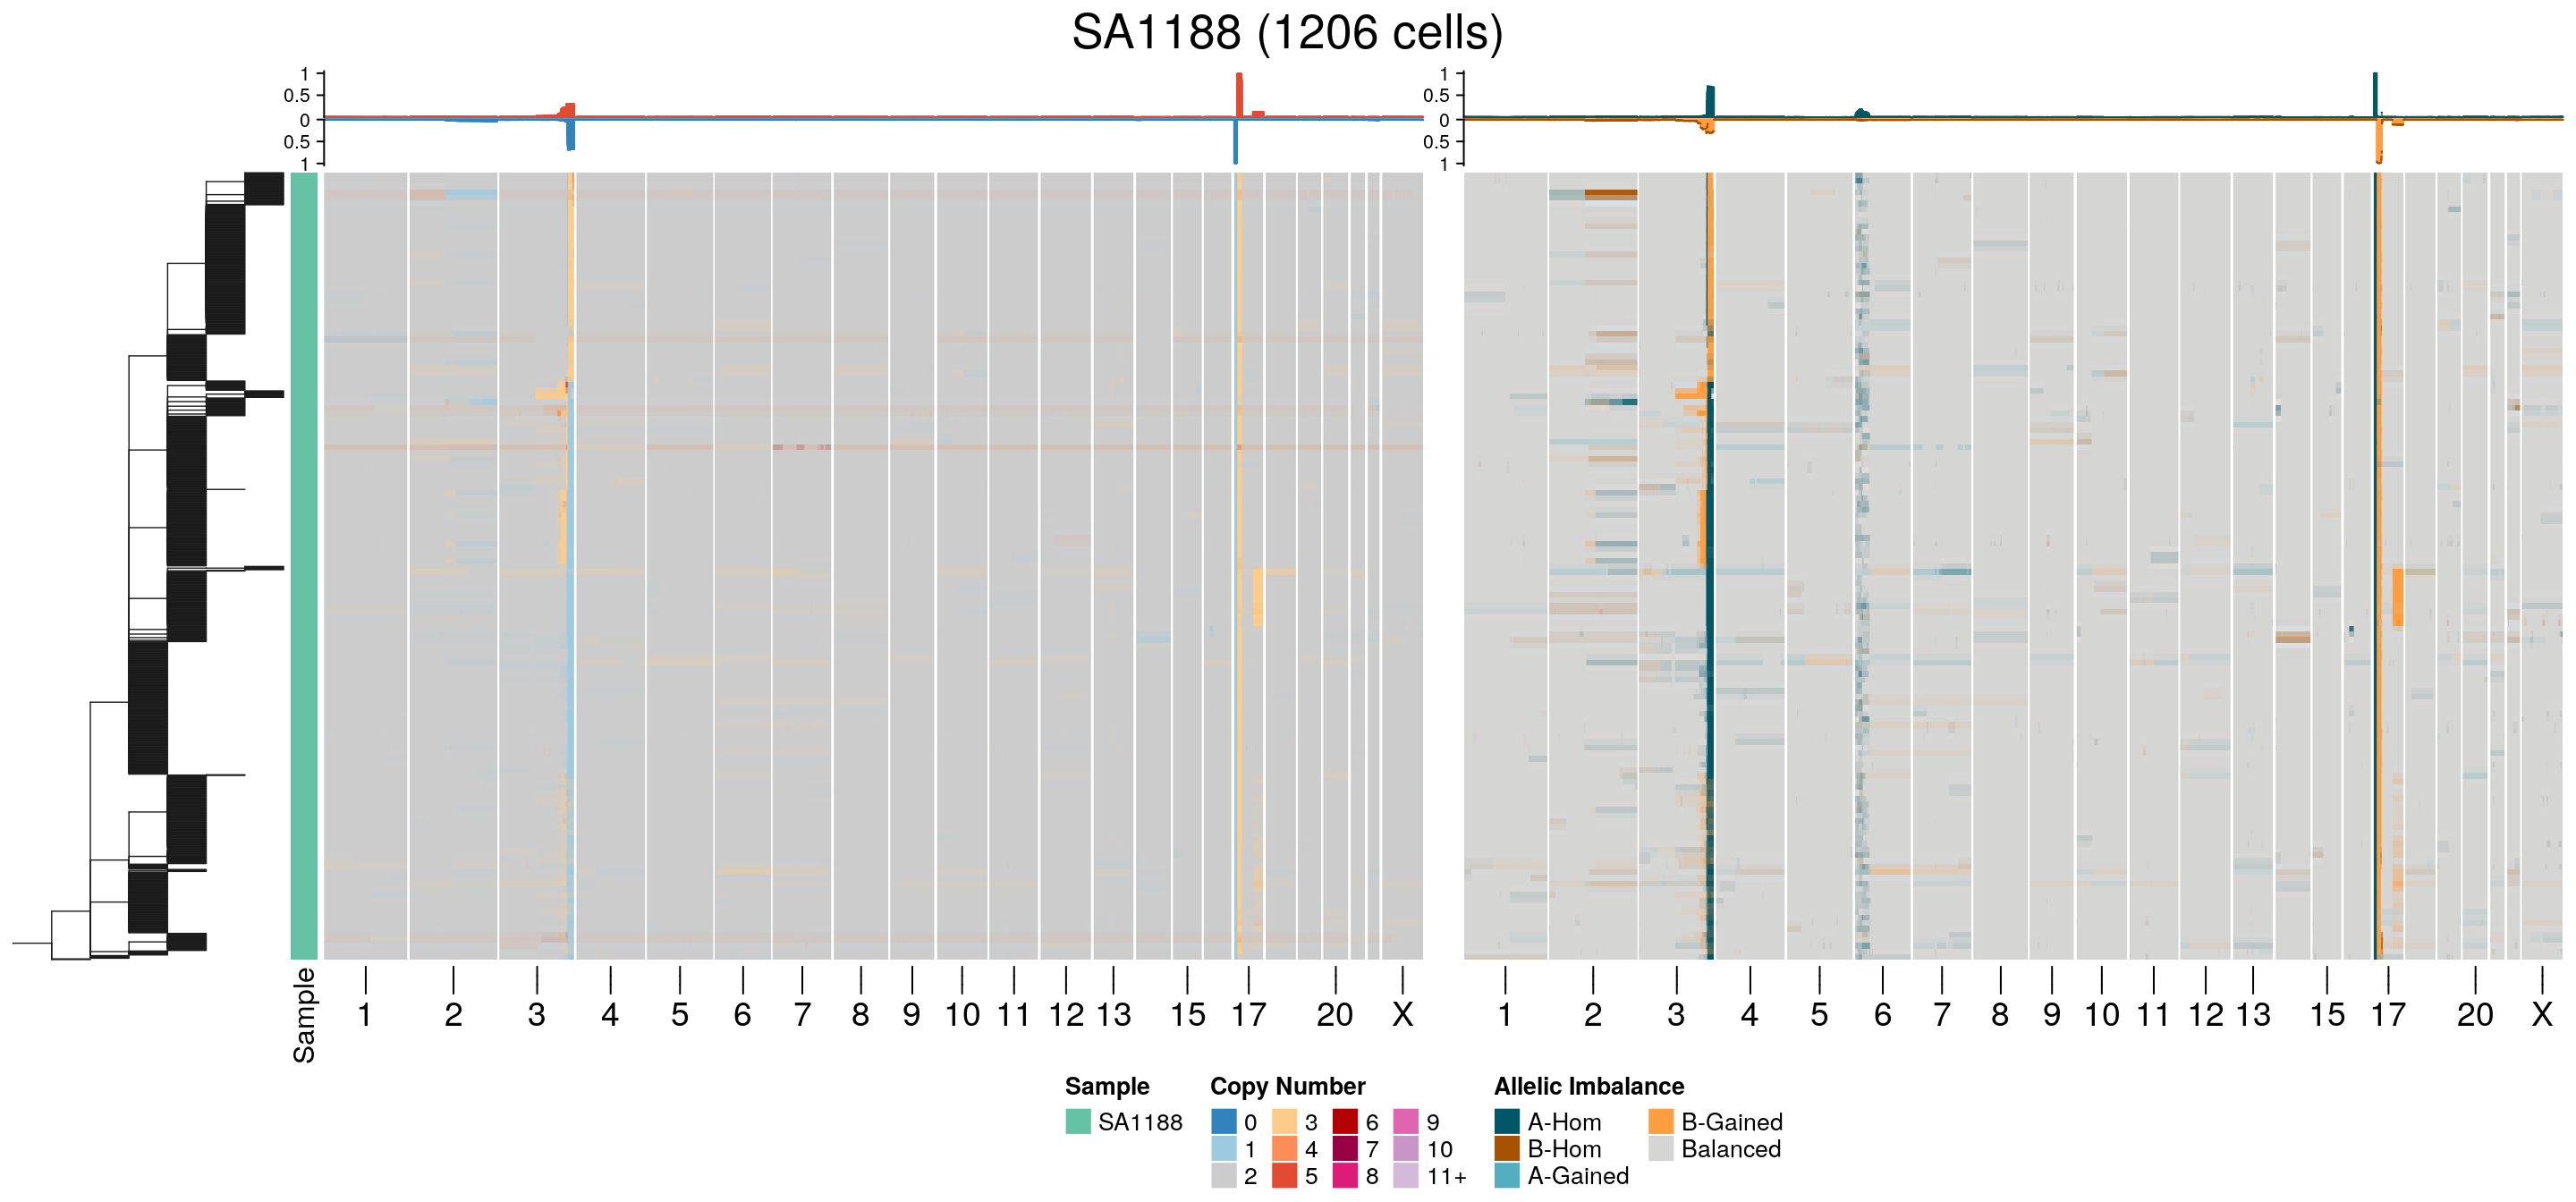 SA1188 (1206 cells)
1
0.5
0
0.5
1
1
0.5
0
0.5
1
Sample
1 2 3 4 5 6 7 8 9 10 11 12 13 15 17 20 X
1 2 3 4 5 6 7 8 9 10 11 12 13 15 17 20 X
Sample
SA1188
Copy Number
0 3 6 9
1 4 7 10
2 5 8 11+
Allelic Imbalance
A-Hom B-Gained
B-Hom Balanced
A-Gained